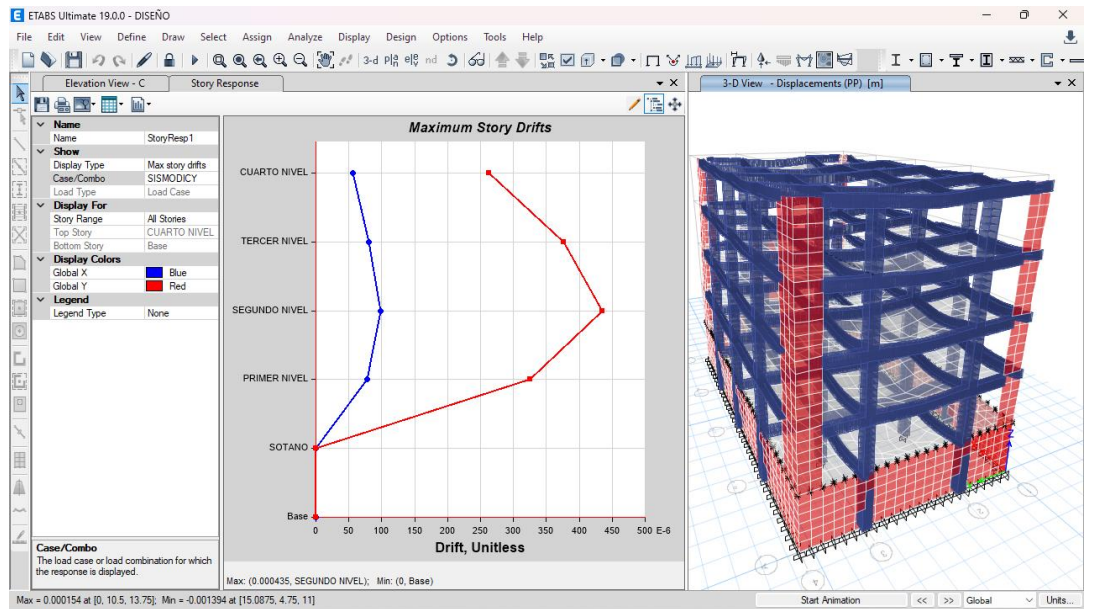 ETABS Ultimate 19.0.0 - DISEÑO
File Edit View Define Draw Select Assign Analyze Display Design Options Tools Help
3-d
nd
Elevation View - C
Story Response
3-D View - Displacements (PP) [m]
Name
Name StoryResp1
Show
Display Type Max story drifts
Case/Combo SISMODICY
Load Type Load Case
Display For
Story Range All Stories
Top Story CUARTO NIVEL
Bottom Story Base
Display Colors
Global X Blue
Global Y Red
Legend
Legend Type None
Case/Combo
The load case or load combination for which
the response is displayed.
Maximum Story Drifts
CUARTO NIVEL
TERCER NIVEL
SEGUNDO NIVEL
PRIMER NIVEL
SOTANO
Base
0 50 100 150 200 250 300 350 400 450 500 E-6
Drift, Unitless
Max: (0.000435, SEGUNDO NIVEL); Min: (0, Base)
Max = 0.000154 at [0, 10.5, 13.75]; Min = -0.001394 at [15.0875, 4.75, 11]
Start Animation << >> Global Units...